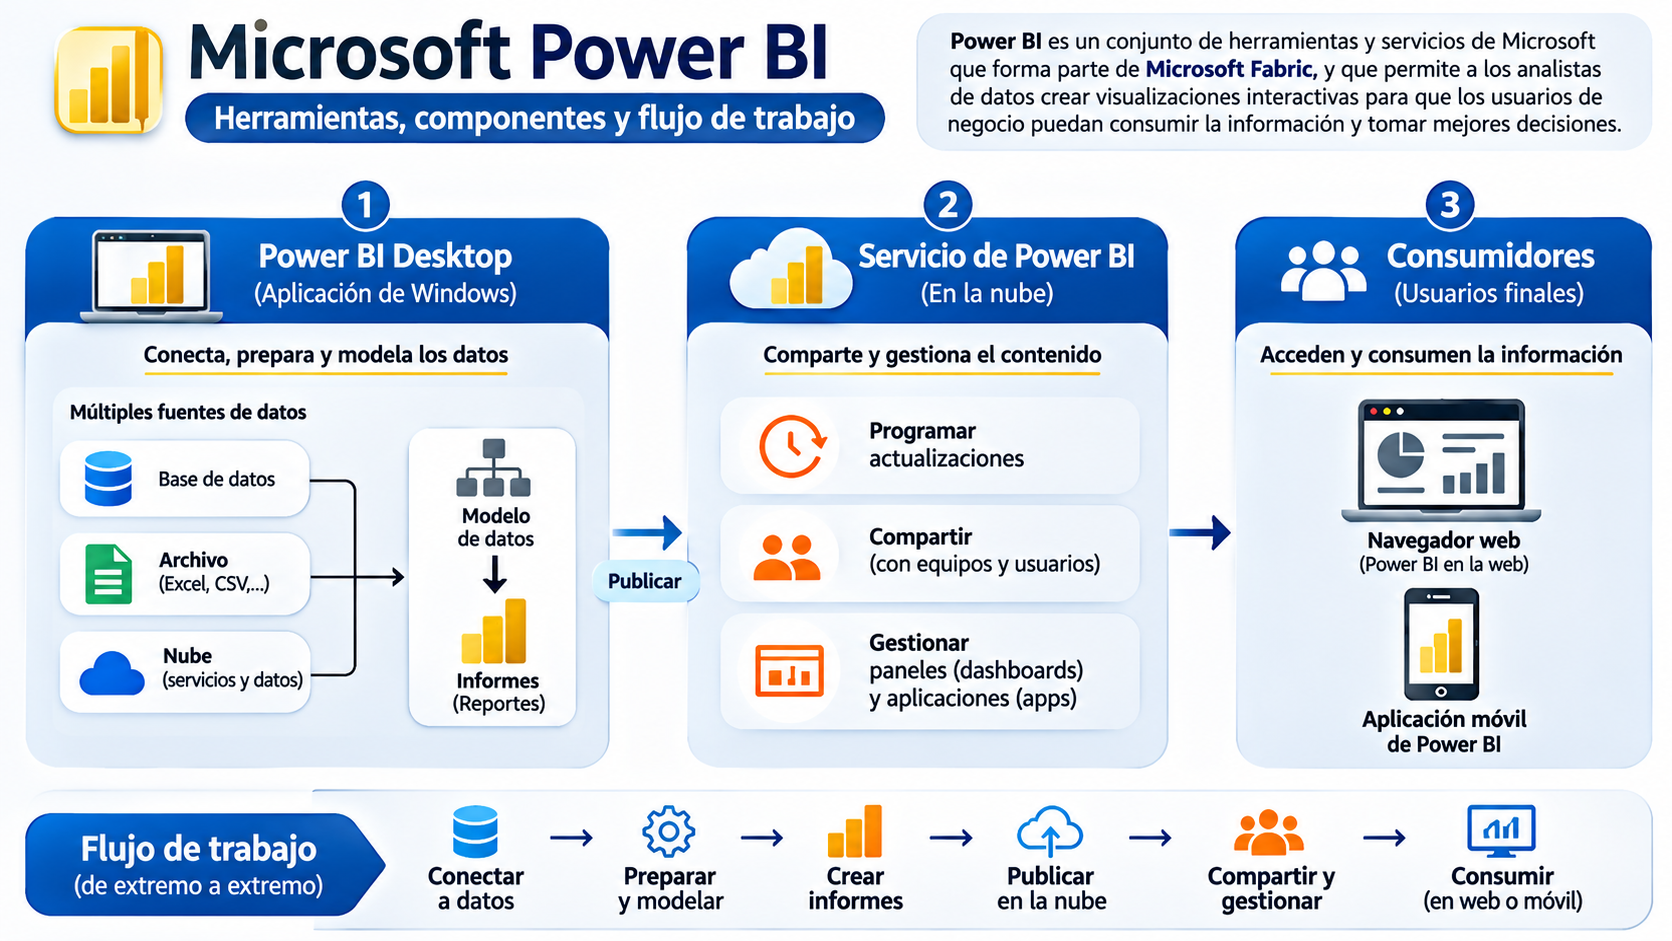 Microsoft Power BI
Herramientas, componentes y flujo de trabajo
Power BI es un conjunto de herramientas y servicios de Microsoft
que forma parte de Microsoft Fabric, y que permite a los analistas
de datos crear visualizaciones interactivas para que los usuarios de
negocio puedan consumir la información y tomar mejores decisiones.
1
Power BI Desktop
(Aplicación de Windows)
Conecta, prepara y modela los datos
Múltiples fuentes de datos
Base de datos
Archivo
(Excel, CSV,...)
Nube
(servicios y datos)
Modelo
de datos
Informes
(Reportes)
Publicar
2
Servicio de Power BI
(En la nube)
Comparte y gestiona el contenido
Programar
actualizaciones
Compartir
(con equipos y usuarios)
Gestionar
paneles (dashboards)
y aplicaciones (apps)
3
Consumidores
(Usuarios finales)
Acceden y consumen la información
Navegador web
(Power BI en la web)
Aplicación móvil
de Power BI
Flujo de trabajo
(de extremo a extremo)
Conectar
a datos
Preparar
y modelar
Crear
informes
Publicar
en la nube
Compartir y
gestionar
Consumir
(en web o móvil)